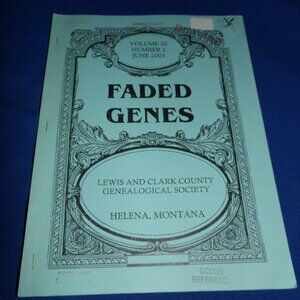 VOLUME 20
NUMBER 2
JUNE 2003
FADED
GENES
LEWIS AND CLARK COUNTY
GENEALOGICAL SOCIETY
HELENA, MONTANA
REFERENCE